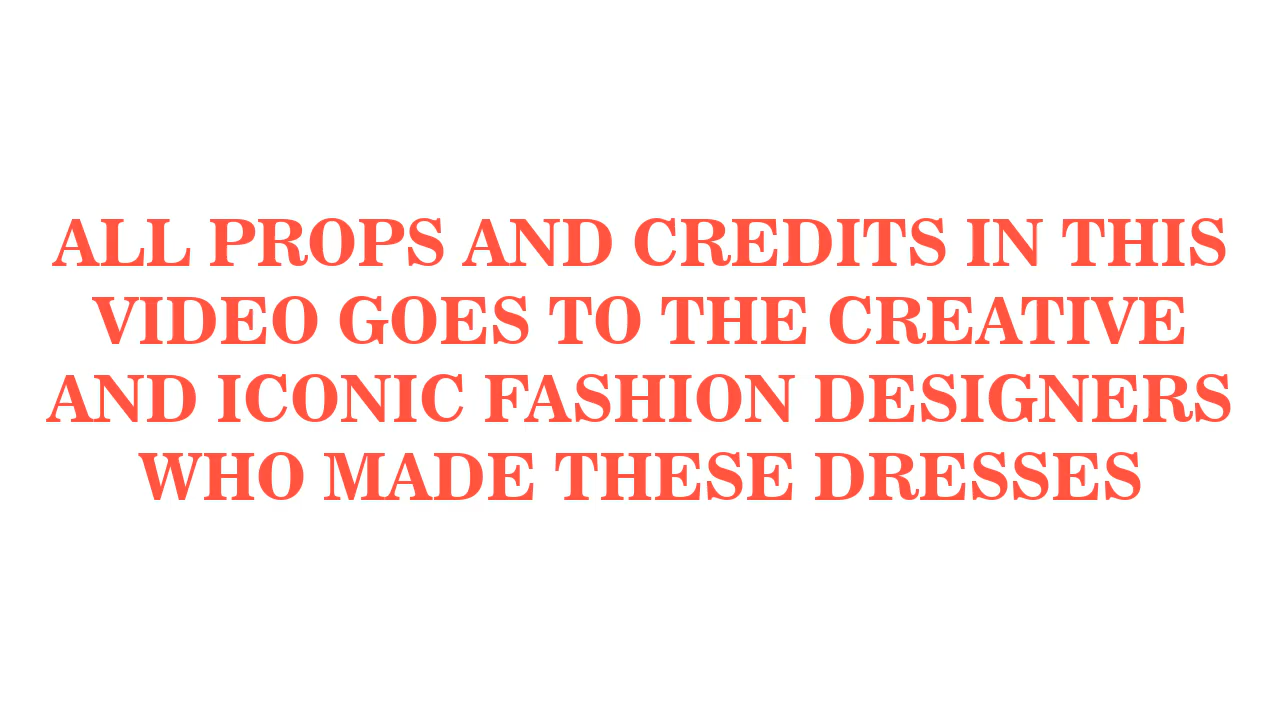 ALL PROPS AND CREDITS IN THIS
VIDEO GOES TO THE CREATIVE
AND ICONIC FASHION DESIGNERS
WHO MADE THESE DRESSES